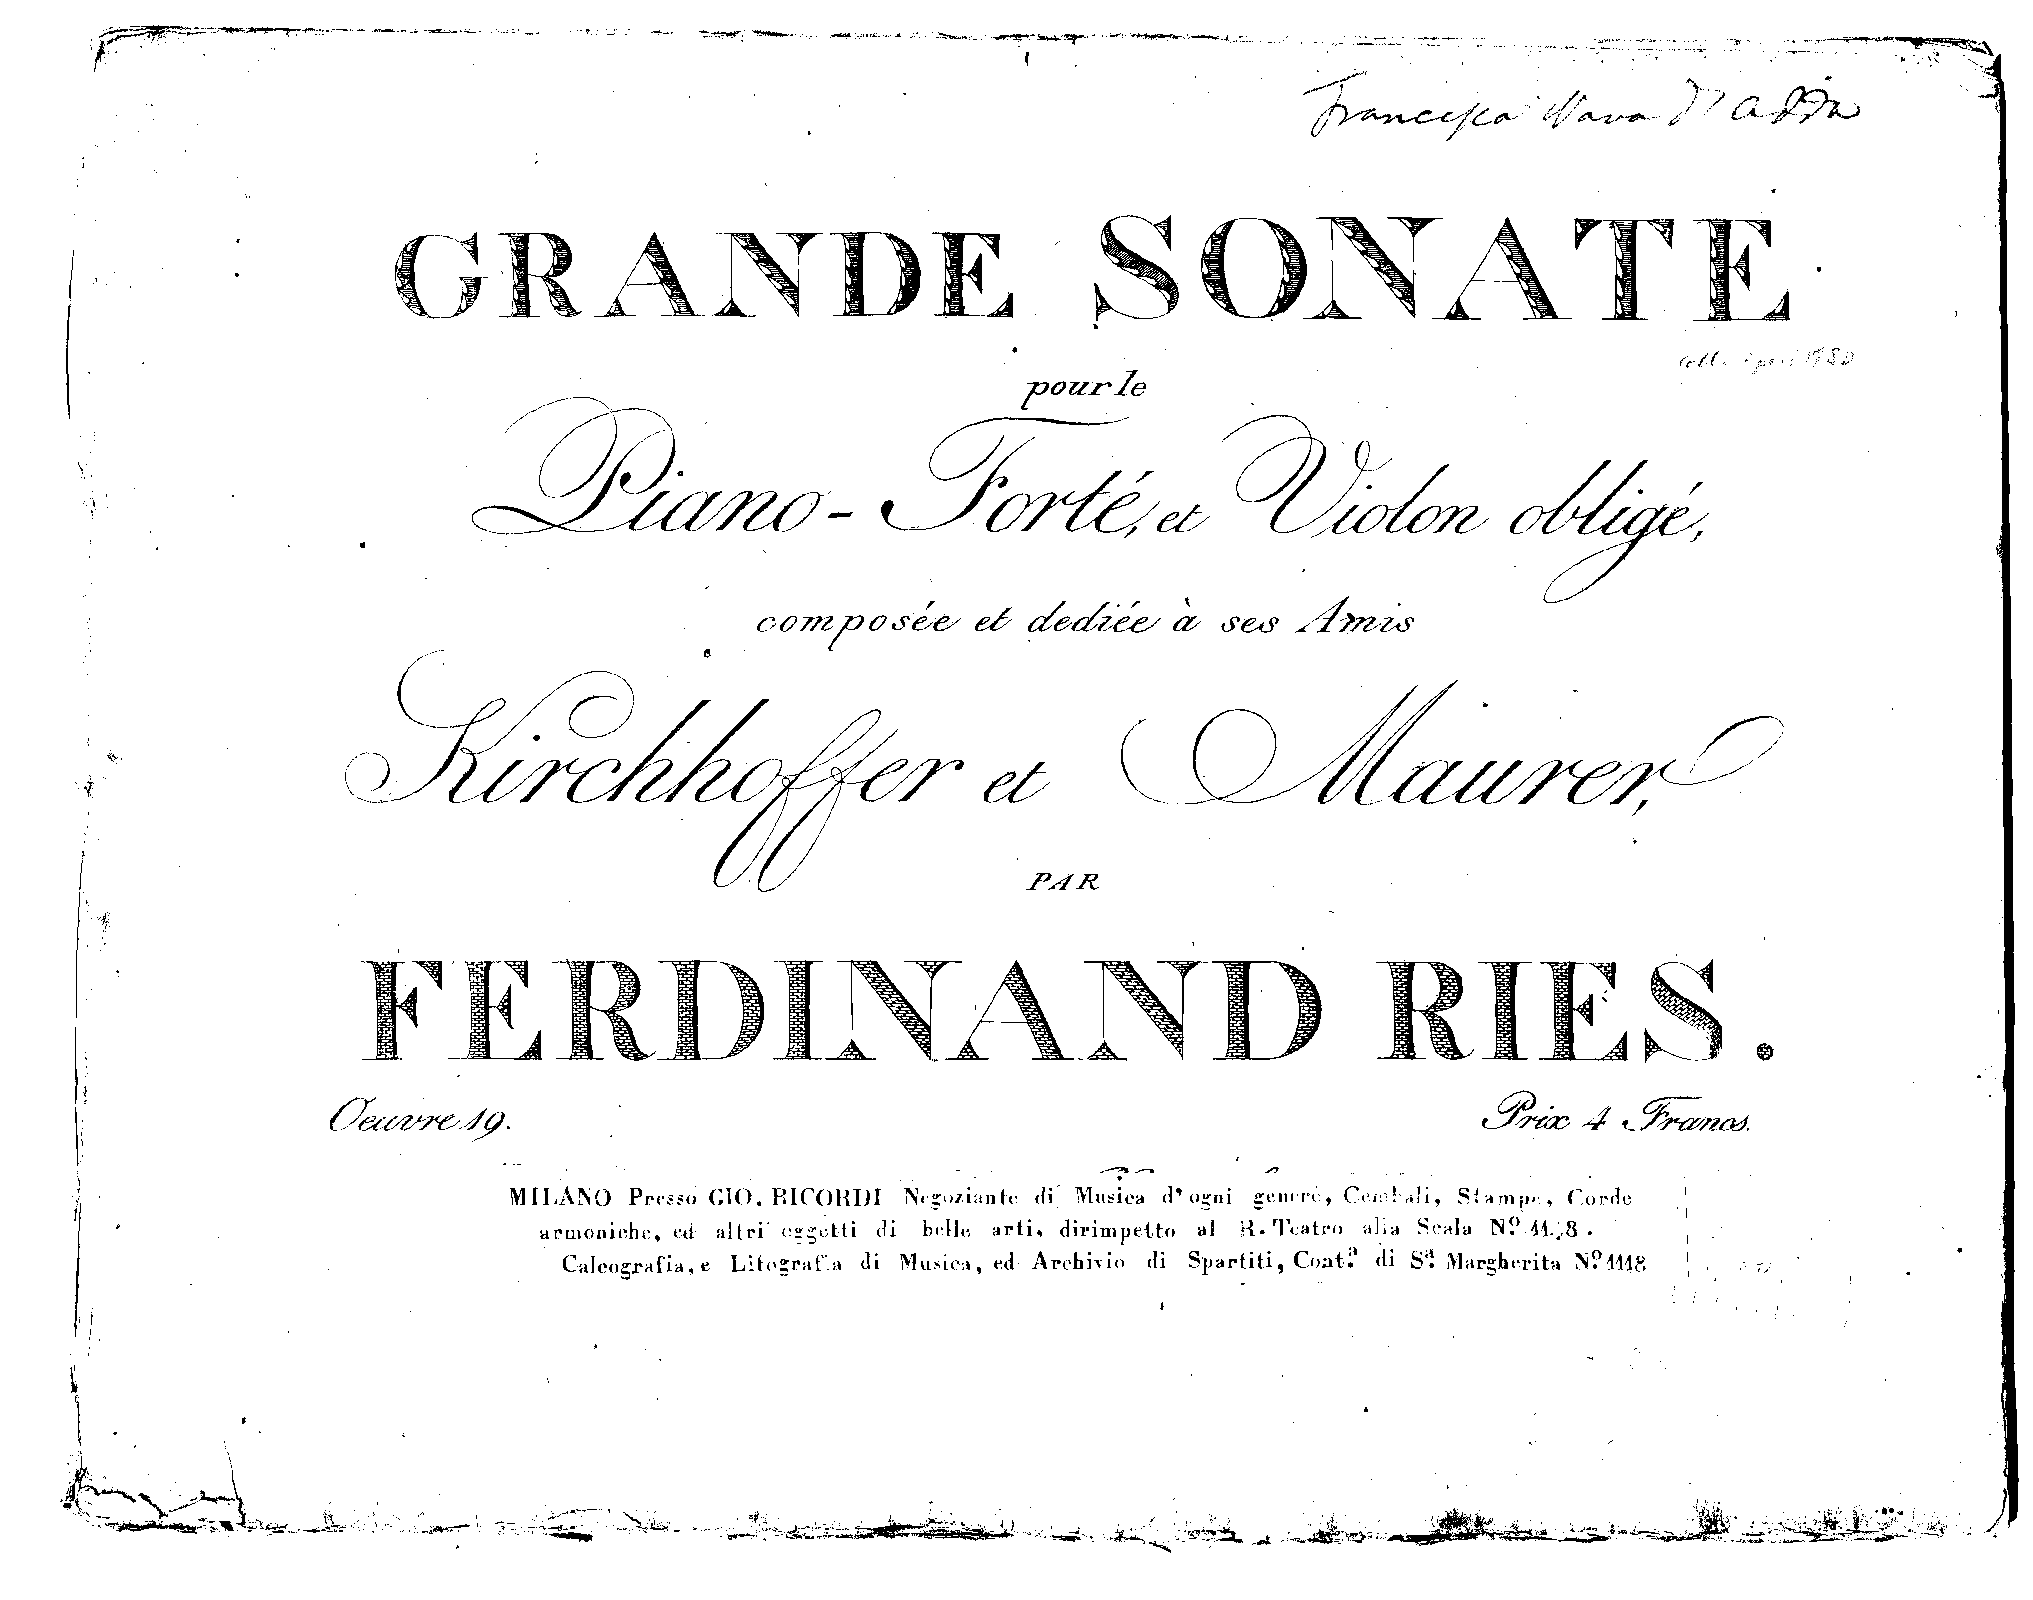 Francesca Nava d'Adda
GRANDE SONATE
pour le
Piano-Forté, et Violon obligé,
composée et dediée à ses Amis
Kirchhoffer et Maurer,
PAR
FERDINAND RIES.
Oeuvre 19.
Prix 4 Francs.
MILANO Presso GIO. RICORDI Negoziante di Musica d'ogni genere, Cembali, Stampe, Corde
armoniche, ed altri oggetti di belle arti, dirimpetto al R. Teatro alla Scala Nº
Calcografia, e Litografia di Musica, ed Archivio di Spartiti, Cont.ª di S.ª Margherita Nº 1118